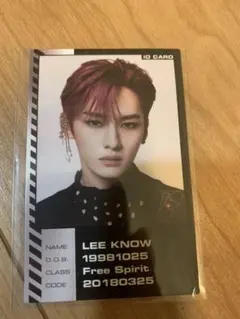 ID CARD
NAME LEE KNOW
D.O.B. 19981025
CLASS Free Spirit
CODE 20180325